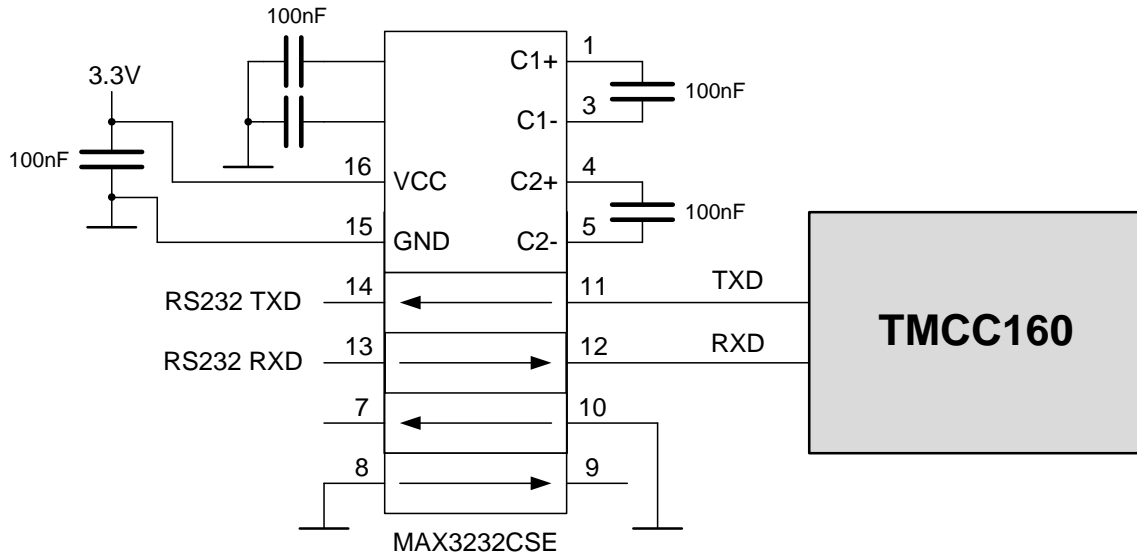 100nF
1
C1+
3.3V
100nF
3
C1-
100nF
16
VCC
4
C2+
100nF
15
GND
5
C2-
RS232 TXD
14
11
TXD
TMCC160
RS232 RXD
13
12
RXD
7
10
8
9
MAX3232CSE